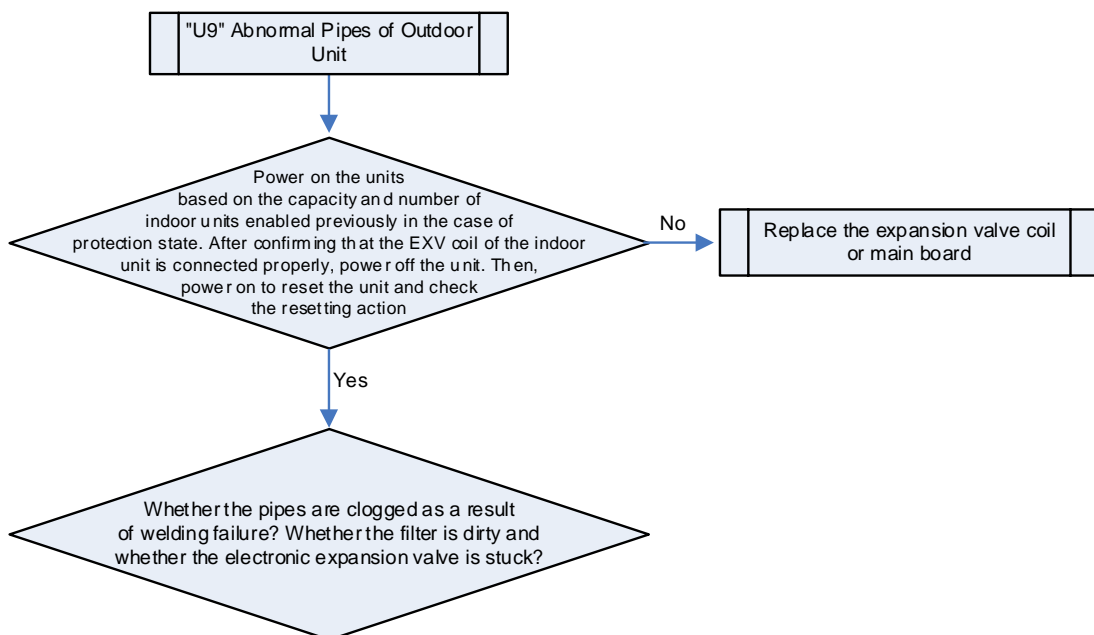 "U9" Abnormal Pipes of Outdoor
Unit
Power on the units
based on the capacity and number of
indoor units enabled previously in the case of
protection state. After confirming that the EXV coil of the indoor
unit is connected properly, power off the unit. Then,
power on to reset the unit and check
the resetting action
No
Replace the expansion valve coil
or main board
Yes
Whether the pipes are clogged as a result
of welding failure? Whether the filter is dirty and
whether the electronic expansion valve is stuck?